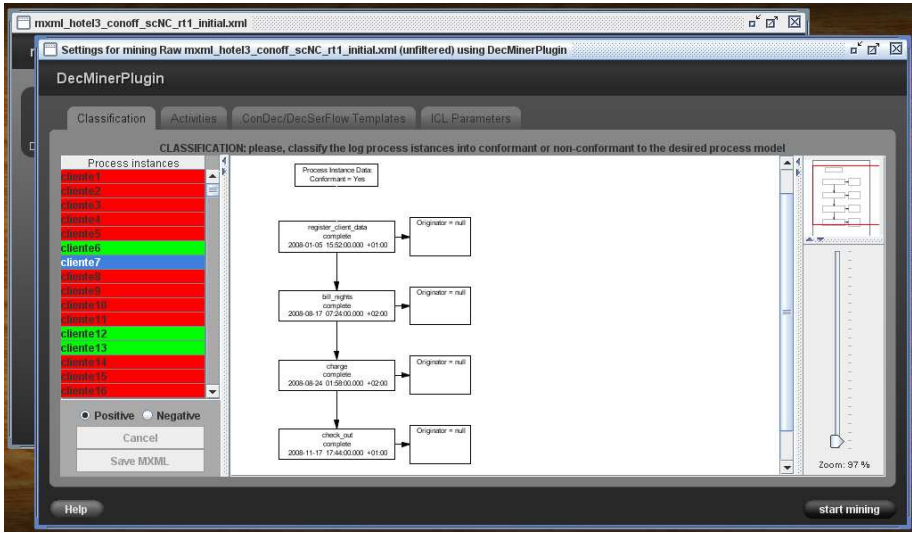 mxml_hotel3_conoff_scNC_rt1_initial.xml
Settings for mining Raw mxml_hotel3_conoff_scNC_rt1_initial.xml (unfiltered) using DecMinerPlugin
DecMinerPlugin
Classification Activities ConDec/DecSerFlow Templates ICL Parameters
CLASSIFICATION: please, classify the log process istances into conformant or non-conformant to the desired process model
Process instances
cliente1
cliente2
cliente3
cliente4
cliente5
cliente6
cliente7
cliente8
cliente9
cliente10
cliente11
cliente12
cliente13
cliente14
cliente15
cliente16
Positive Negative
Cancel
Save MXML
Process Instance Data:
Conformant = Yes
register_client_data
complete
2008-01-05 15:52:00.000 +01:00
Originator = null
bill_nights
complete
2008-08-17 07:24:00.000 +02:00
Originator = null
charge
complete
2008-08-24 01:58:00.000 +02:00
Originator = null
check_out
complete
2008-11-17 17:44:00.000 +01:00
Originator = null
Zoom: 97 %
Help
start mining